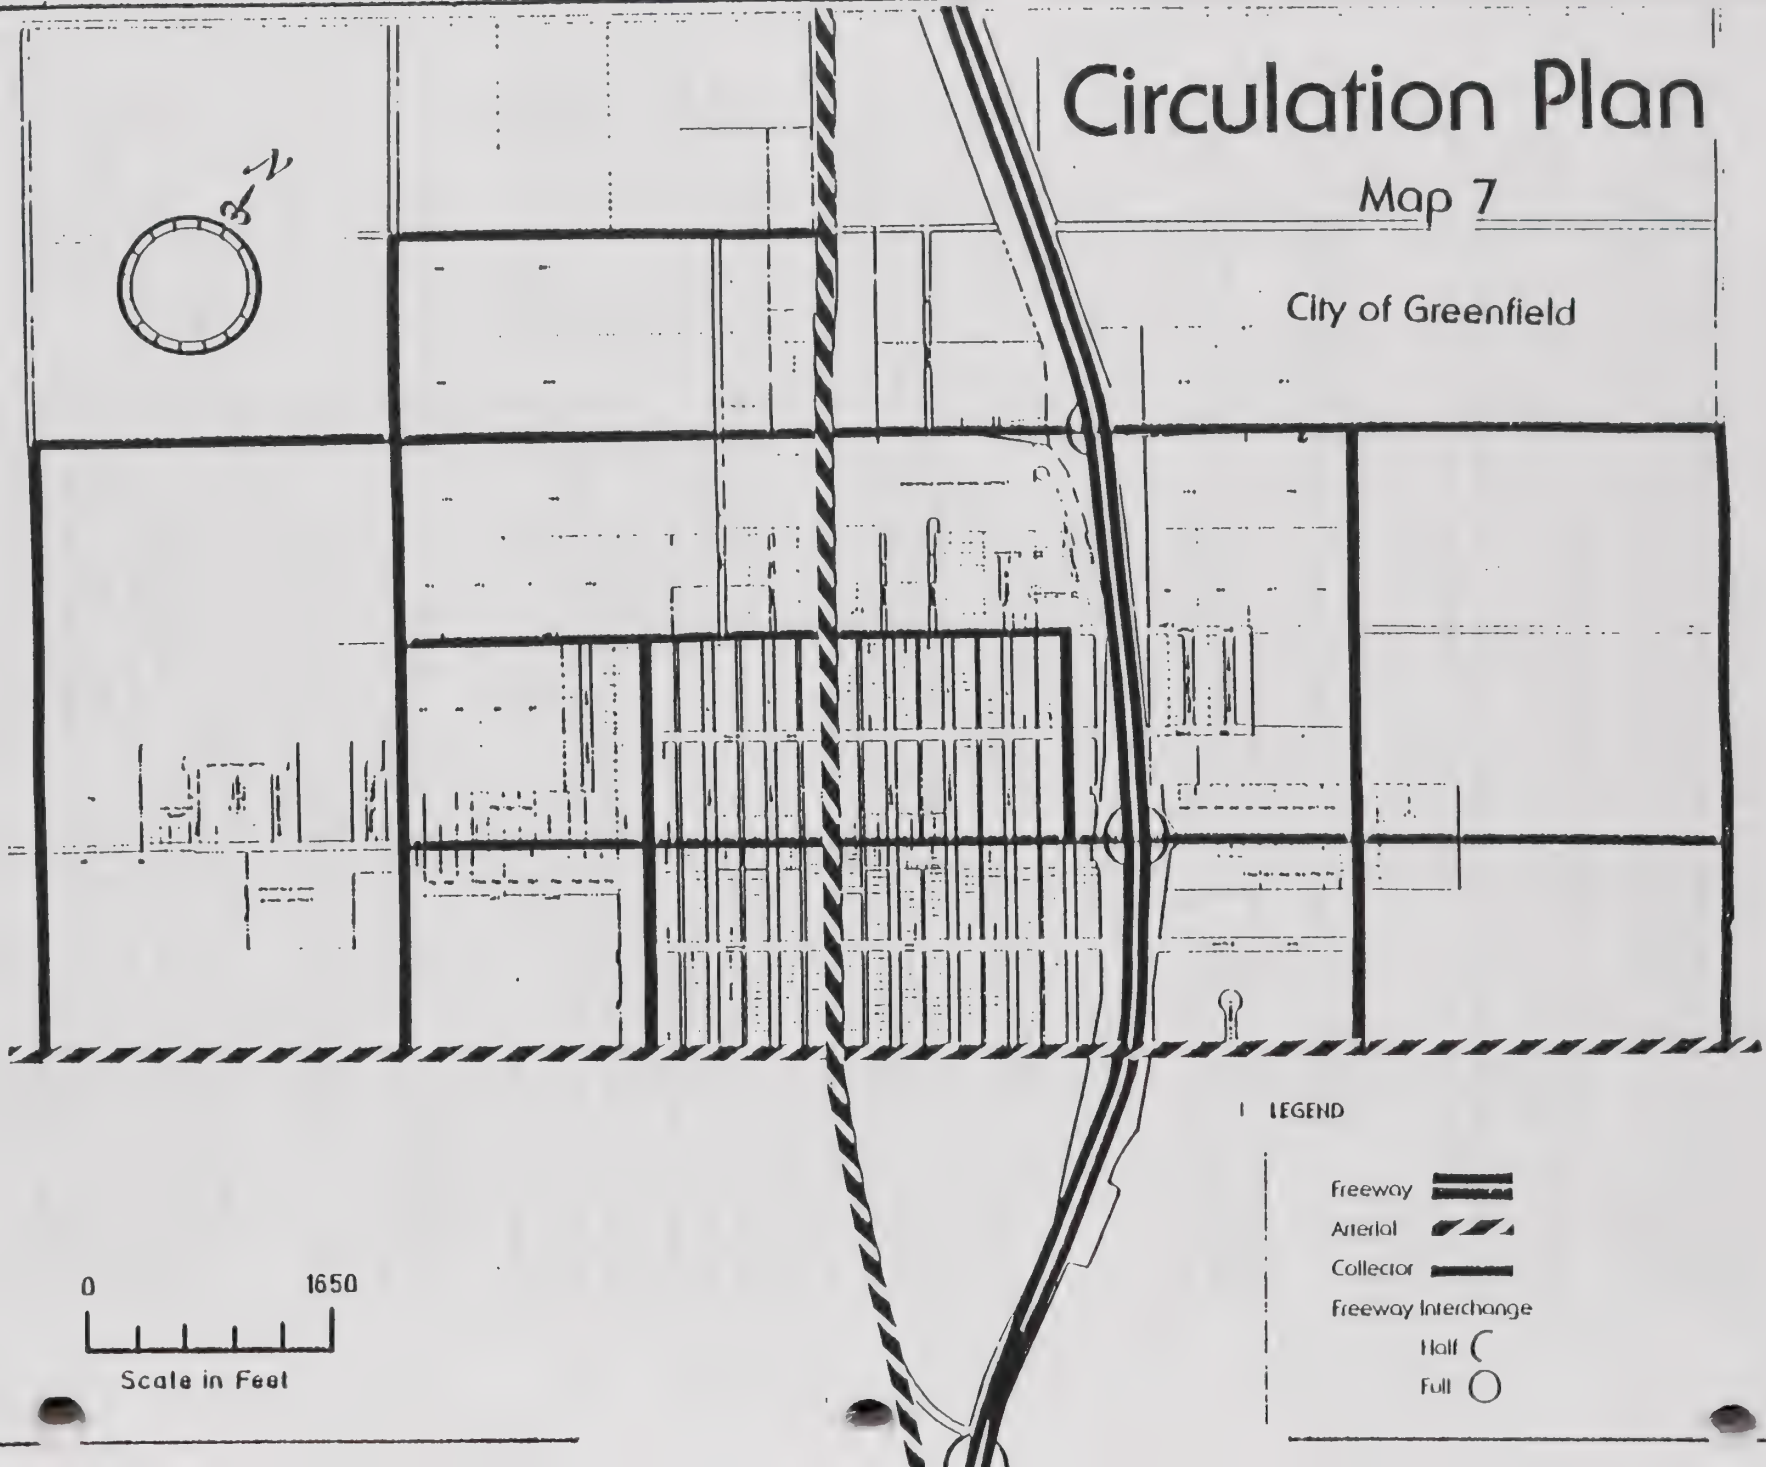 Circulation Plan
Map 7
City of Greenfield
N
LEGEND
Freeway
Arterial
Collector
Freeway Interchange
Half
Full
0 1650
Scale in Feet